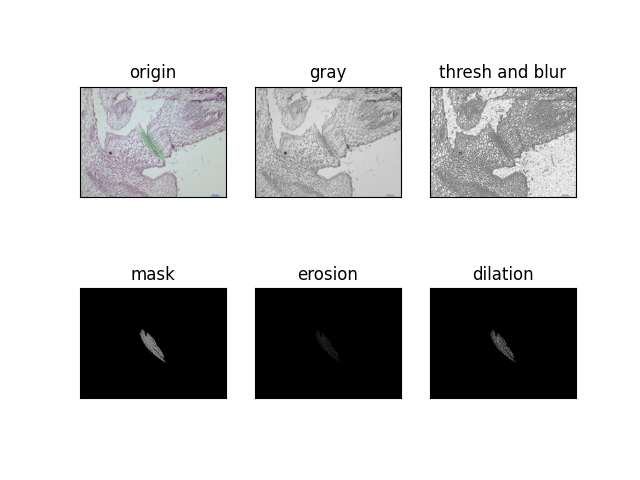 origin
gray
thresh and blur
mask
erosion
dilation